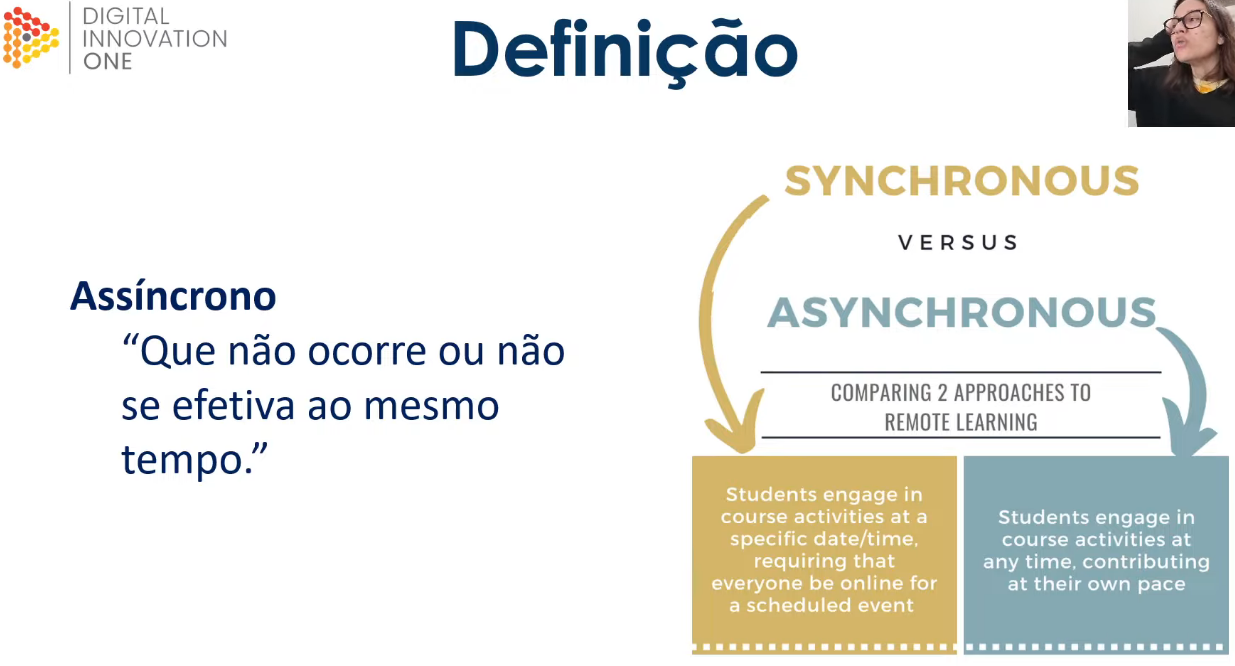 DIGITAL
INNOVATION
ONE
Definição
Assíncrono
“Que não ocorre ou não
se efetiva ao mesmo
tempo.”
SYNCHRONOUS
VERSUS
ASYNCHRONOUS
COMPARING 2 APPROACHES TO
REMOTE LEARNING
Students engage in
course activities at a
specific date/time,
requiring that
everyone be online for
a scheduled event
Students engage in
course activities at
any time, contributing
at their own pace